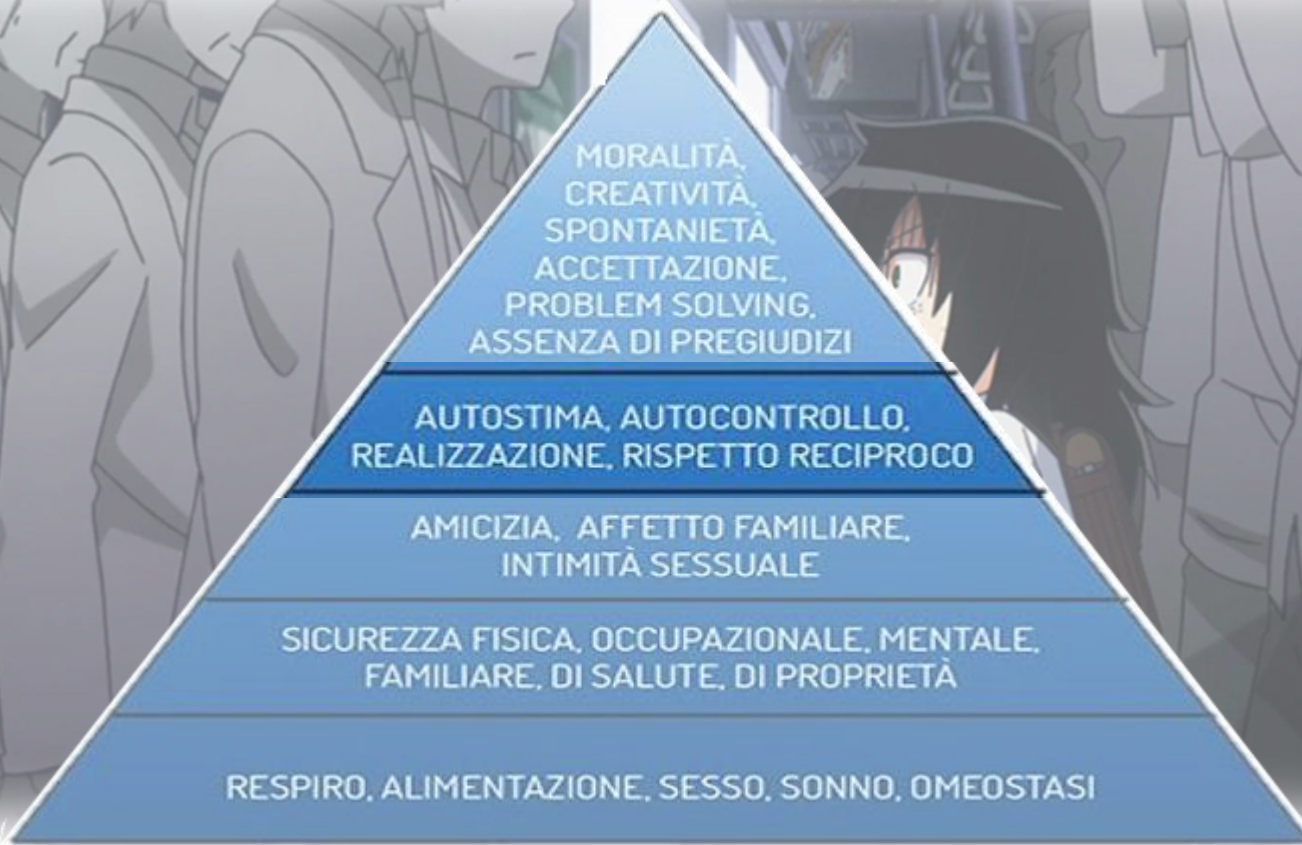 MORALITÀ,
CREATIVITÀ,
SPONTANIETÀ,
ACCETTAZIONE,
PROBLEM SOLVING,
ASSENZA DI PREGIUDIZI
AUTOSTIMA, AUTOCONTROLLO,
REALIZZAZIONE, RISPETTO RECIPROCO
AMICIZIA, AFFETTO FAMILIARE,
INTIMITÀ SESSUALE
SICUREZZA FISICA, OCCUPAZIONALE, MENTALE,
FAMILIARE, DI SALUTE, DI PROPRIETÀ
RESPIRO, ALIMENTAZIONE, SESSO, SONNO, OMEOSTASI